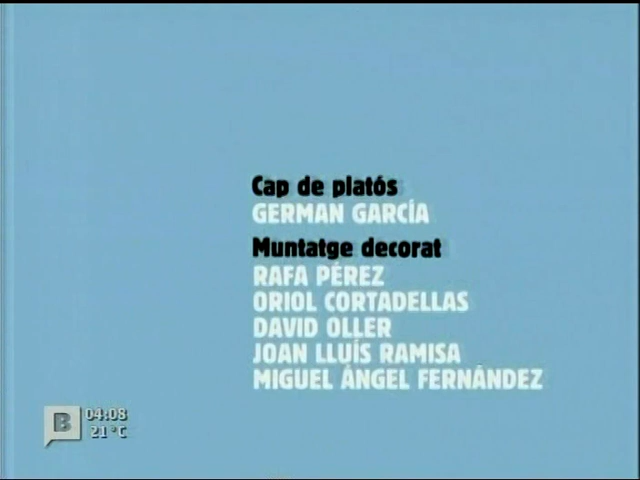 Cap de platós
GERMAN GARCÍA
Muntatge decorat
RAFA PÉREZ
ORIOL CORTADELLAS
DAVID OLLER
JOAN LLUÍS RAMISA
MIGUEL ÁNGEL FERNÁNDEZ
B 04:08
21°C